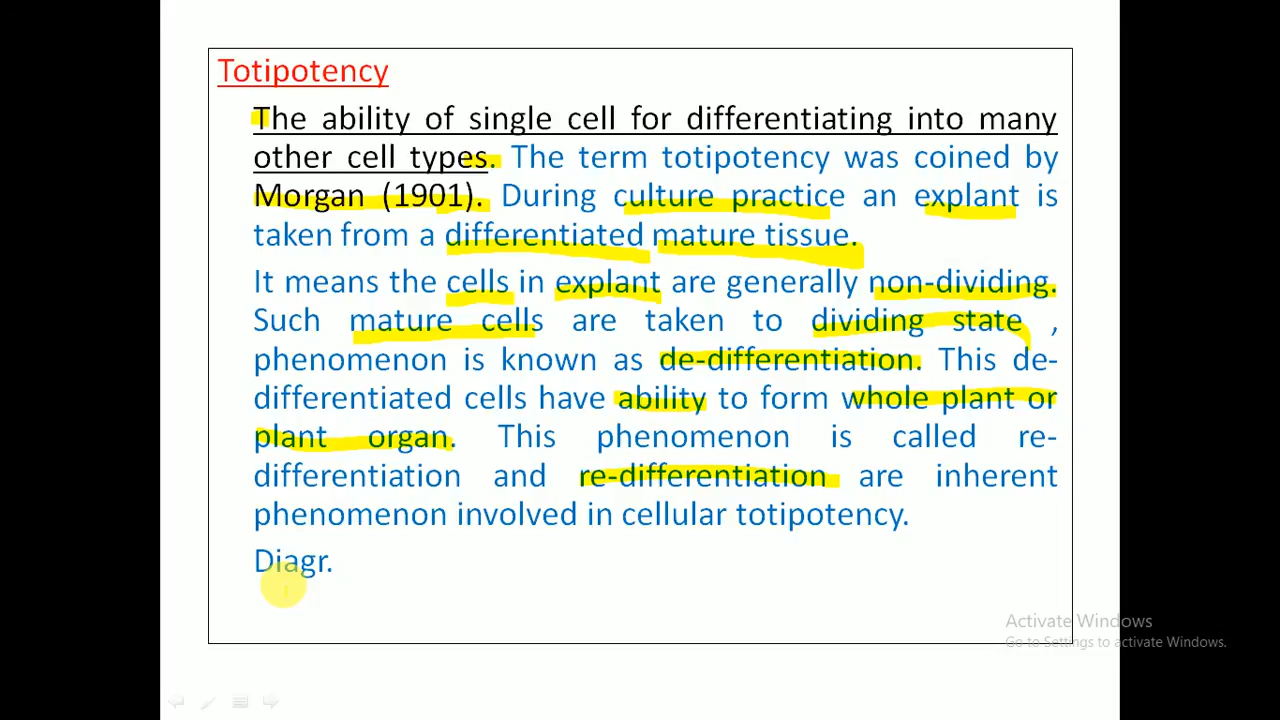 Totipotency
The ability of single cell for differentiating into many
other cell types. The term totipotency was coined by
Morgan (1901). During culture practice an explant is
taken from a differentiated mature tissue.
It means the cells in explant are generally non-dividing.
Such mature cells are taken to dividing state ,
phenomenon is known as de-differentiation. This de-
differentiated cells have ability to form whole plant or
plant organ. This phenomenon is called re-
differentiation and re-differentiation are inherent
phenomenon involved in cellular totipotency.
Diagr.
Activate Windows
Go to Settings to activate Windows.